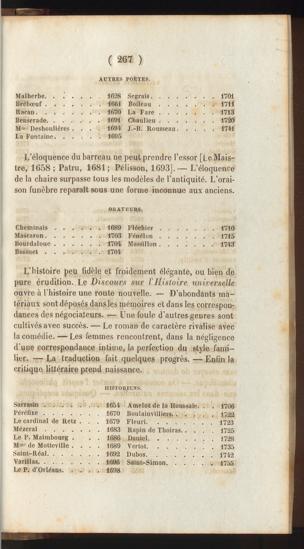 ( 267 )
AUTRES POÈTES.
Malherbe. . . . . . 1628 Segrais. . . . . . . 1701
Brébœuf . . . . . . 1661 Boileau . . . . . . 1711
Racan. . . . . . . 1670 La Fare . . . . . . 1713
Benserade. . . . . . 1691 Chaulieu . . . . . . 1720
Mme Deshoulières . . . . 1694 J.-B. Rousseau . . . . . 1741
La Fontaine. . . . . . 1695
L'éloquence du barreau ne peut prendre l'essor [Le Mais-
tre, 1658 ; Patru, 1681 ; Pélisson, 1693]. — L'éloquence
de la chaire surpasse tous les modèles de l'antiquité. L'orai-
son funèbre reparaît sous une forme inconnue aux anciens.
ORATEURS.
Cheminais . . . . . . 1689 Fléchier . . . . . . 1710
Mascaron. . . . . . 1703 Fénélon . . . . . . 1715
Bourdaloue . . . . . 1704 Massillon . . . . . . 1743
Bossuet . . . . . . 1704
L'histoire peu fidèle et froidement élégante, ou bien de
pure érudition. Le Discours sur l'Histoire universelle
ouvre à l'histoire une route nouvelle. — D'abondants ma-
tériaux sont déposés dans les mémoires et dans les correspon-
dances des négociateurs. — Une foule d'autres genres sont
cultivés avec succès. — Le roman de caractère rivalise avec
la comédie. — Les femmes rencontrent, dans la négligence
d'une correspondance intime, la perfection du style fami-
lier. — La traduction fait quelques progrès. — Enfin la
critique littéraire prend naissance.
HISTORIENS.
Sarrasin . . . . . . 1654 Amelot de la Houssaie. . . . 1706
Péréfixe . . . . . . 1670 Boulainvilliers. . . . . 1722
Le cardinal de Retz . . . 1679 Fleuri. . . . . . . 1723
Mézeral . . . . . . 1683 Rapin de Thoiras. . . . . 1725
Le P. Maimbourg . . . . 1686 Daniel. . . . . . . 1728
Mme de Motteville . . . . 1689 Vertot. . . . . . . 1735
Saint-Réal. . . . . . 1692 Dubos. . . . . . . 1742
Varillas. . . . . . . 1696 Saint-Simon. . . . . . 1755
Le P. d'Orléans. . . . . 1698